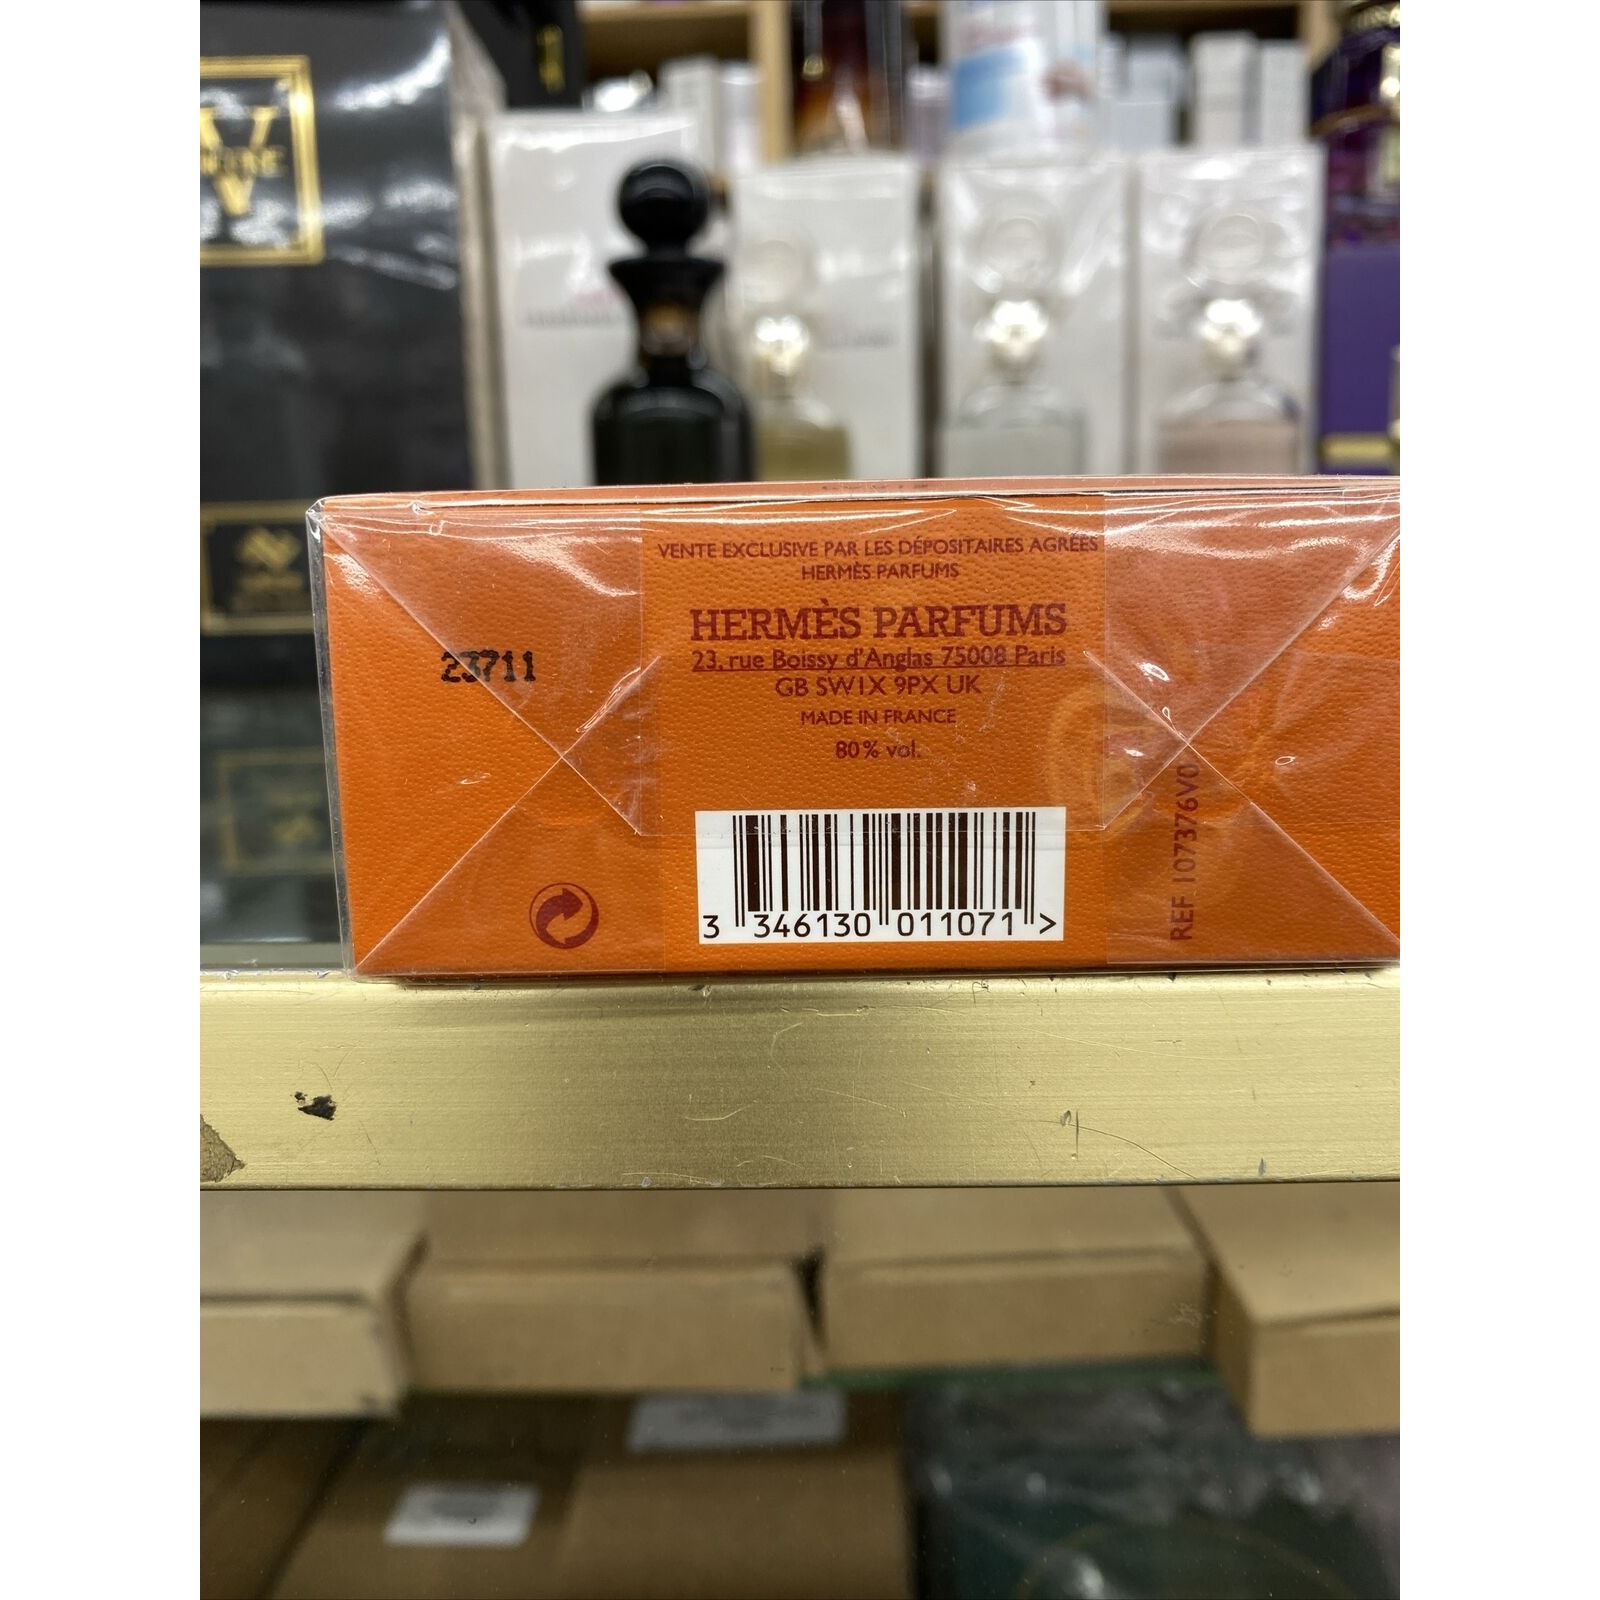 VENTE EXCLUSIVE PAR LES DÉPOSITAIRES AGRÉÉS
HERMÈS PARFUMS
HERMÈS PARFUMS
23, rue Boissy d'Anglas 75008 Paris
GB SW1X 9PX UK
MADE IN FRANCE
80% vol.
23711
REF 107376V0
3 346130 011071 >